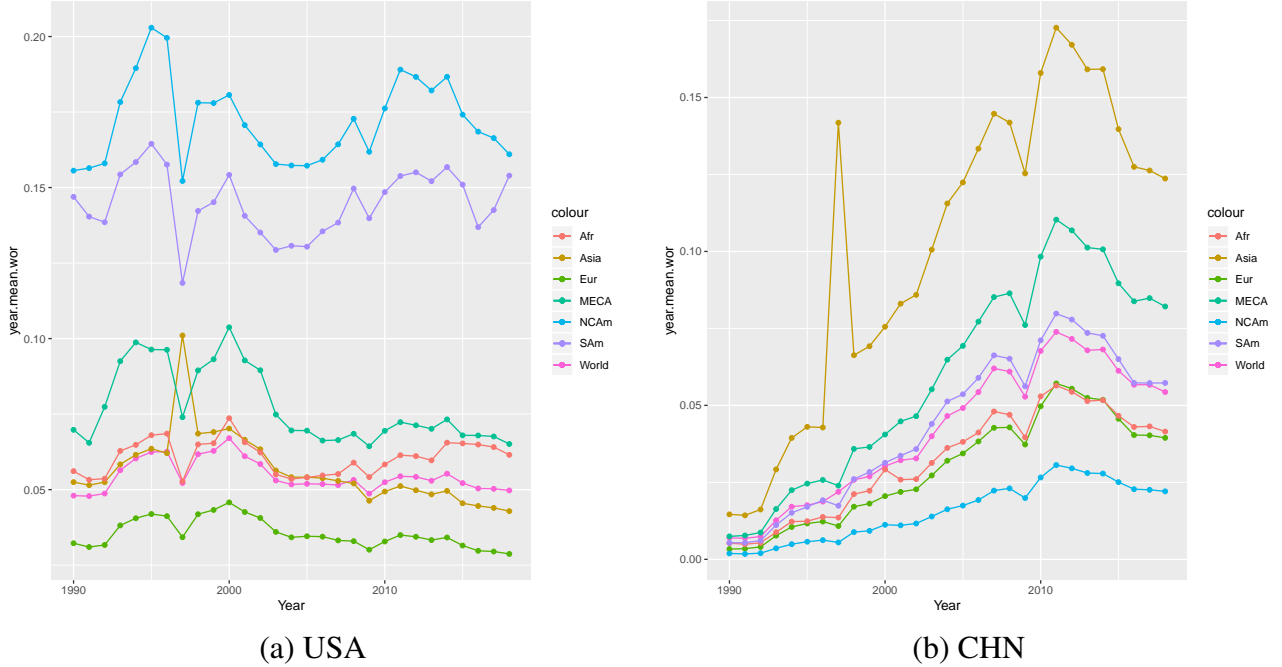 0.20
0.15
0.10
0.05
year.mean.wor
1990
2000
2010
Year
colour
Afr
Asia
Eur
MECA
NCAm
SAm
World
(a) USA
0.15
0.10
0.05
0.00
year.mean.wor
1990
2000
2010
Year
colour
Afr
Asia
Eur
MECA
NCAm
SAm
World
(b) CHN